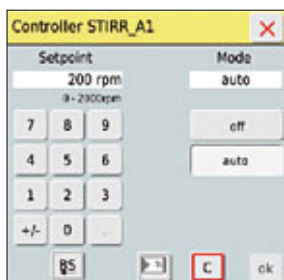 Controller STIRR_A1
Setpoint
Mode
200 rpm
auto
0-2000rpm
7 8 9
off
4 5 6
auto
1 2 3
+/- 0 .
BS
C
ok